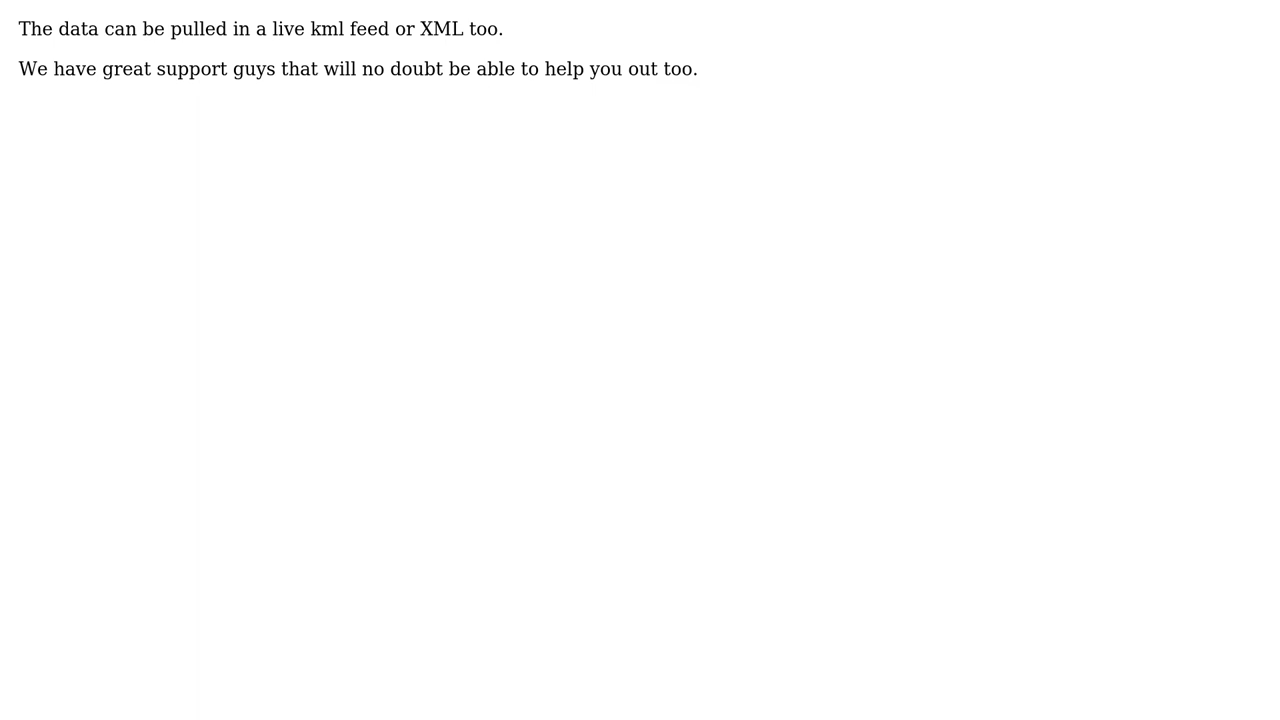 The data can be pulled in a live kml feed or XML too.
We have great support guys that will no doubt be able to help you out too.